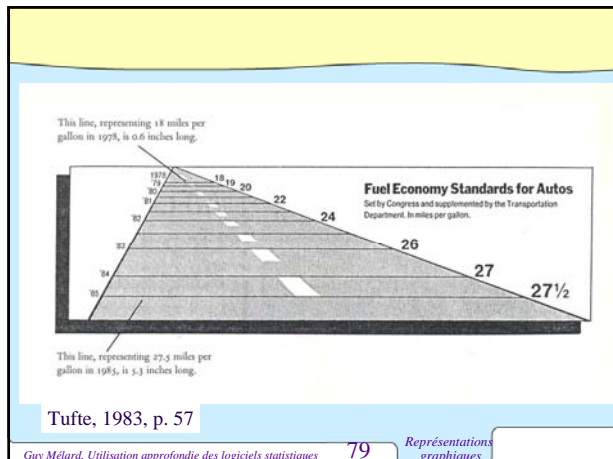 This line, representing 18 miles per
gallon in 1978, is 0.6 inches long.
1978
'79
'80
'81
'82
'83
'84
'85
18
19
20
22
24
26
27
27½
Fuel Economy Standards for Autos
Set by Congress and supplemented by the Transportation
Department. In miles per gallon.
This line, representing 27.5 miles per
gallon in 1985, is 5.3 inches long.
Tufte, 1983, p. 57
Guy Mélard, Utilisation approfondie des logiciels statistiques
79
Représentations
graphiques